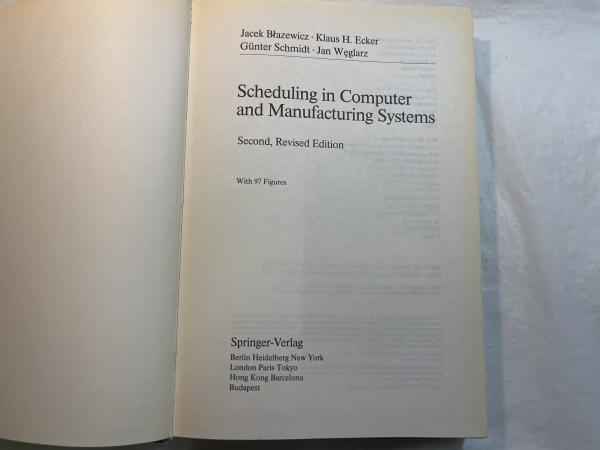 Jacek Błazewicz · Klaus H. Ecker
Günter Schmidt · Jan Węglarz
Scheduling in Computer
and Manufacturing Systems
Second, Revised Edition
With 97 Figures
Springer-Verlag
Berlin Heidelberg New York
London Paris Tokyo
Hong Kong Barcelona
Budapest